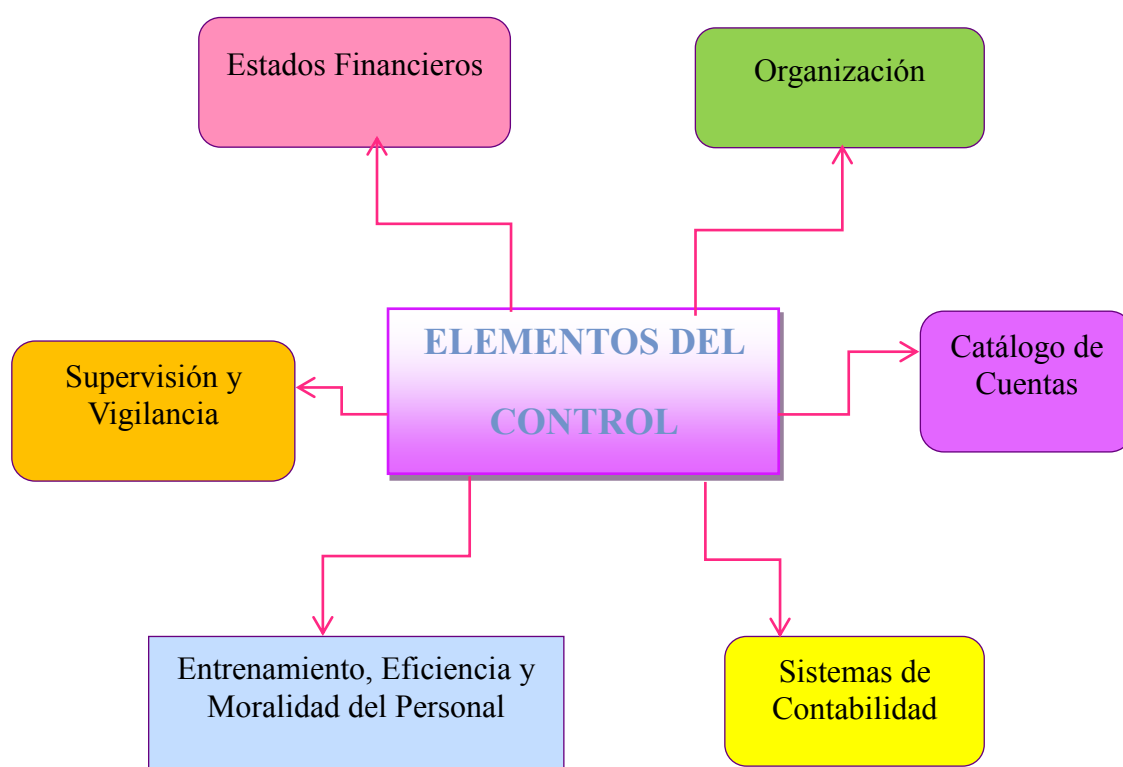 Estados Financieros
Organización
ELEMENTOS DEL
CONTROL
Catálogo de
Cuentas
Supervisión y
Vigilancia
Entrenamiento, Eficiencia y
Moralidad del Personal
Sistemas de
Contabilidad